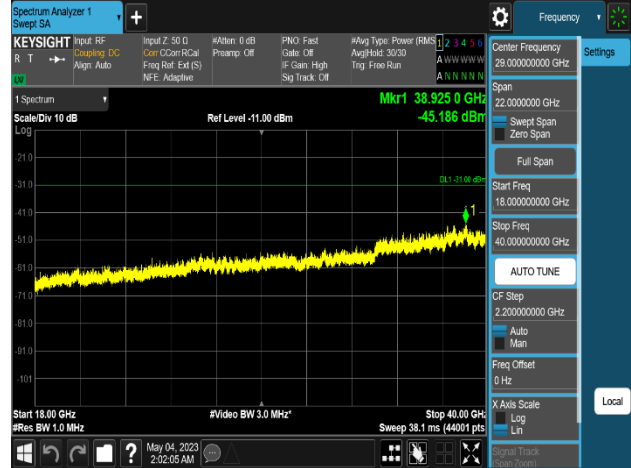 Spectrum Analyzer 1
Swept SA
Frequency
KEYSIGHT
R T
LW
Input: RF
Coupling: DC
Align: Auto
Input Z: 50 Ω
Corr CCorr RCal
Freq Ref: Ext (S)
NFE: Adaptive
#Atten: 0 dB
Preamp: Off
PNO: Fast
Gate: Off
IF Gain: High
Sig Track: Off
#Avg Type: Power (RMS
Avg|Hold: 30/30
Trig: Free Run
1 2 3 4 5 6
A W W W W W
A N N N N N
1 Spectrum
Mkr1 38.925 0 GHz
Scale/Div 10 dB
Ref Level -11.00 dBm
-45.186 dBm
Log
-21.0
-31.0
-41.0
-51.0
-61.0
-71.0
-81.0
-91.0
-101
DL1 -31.00 dBm
1
Start 18.00 GHz
#Video BW 3.0 MHz*
Stop 40.00 GHz
#Res BW 1.0 MHz
Sweep 38.1 ms (44001 pts
Center Frequency
29.000000000 GHz
Settings
Span
22.0000000 GHz
Swept Span
Zero Span
Full Span
Start Freq
18.000000000 GHz
Stop Freq
40.000000000 GHz
AUTO TUNE
CF Step
2.200000000 GHz
Auto
Man
Freq Offset
0 Hz
X Axis Scale
Log
Lin
Local
Signal Track
(Span Zoom)
?
May 04, 2023
2:02:05 AM